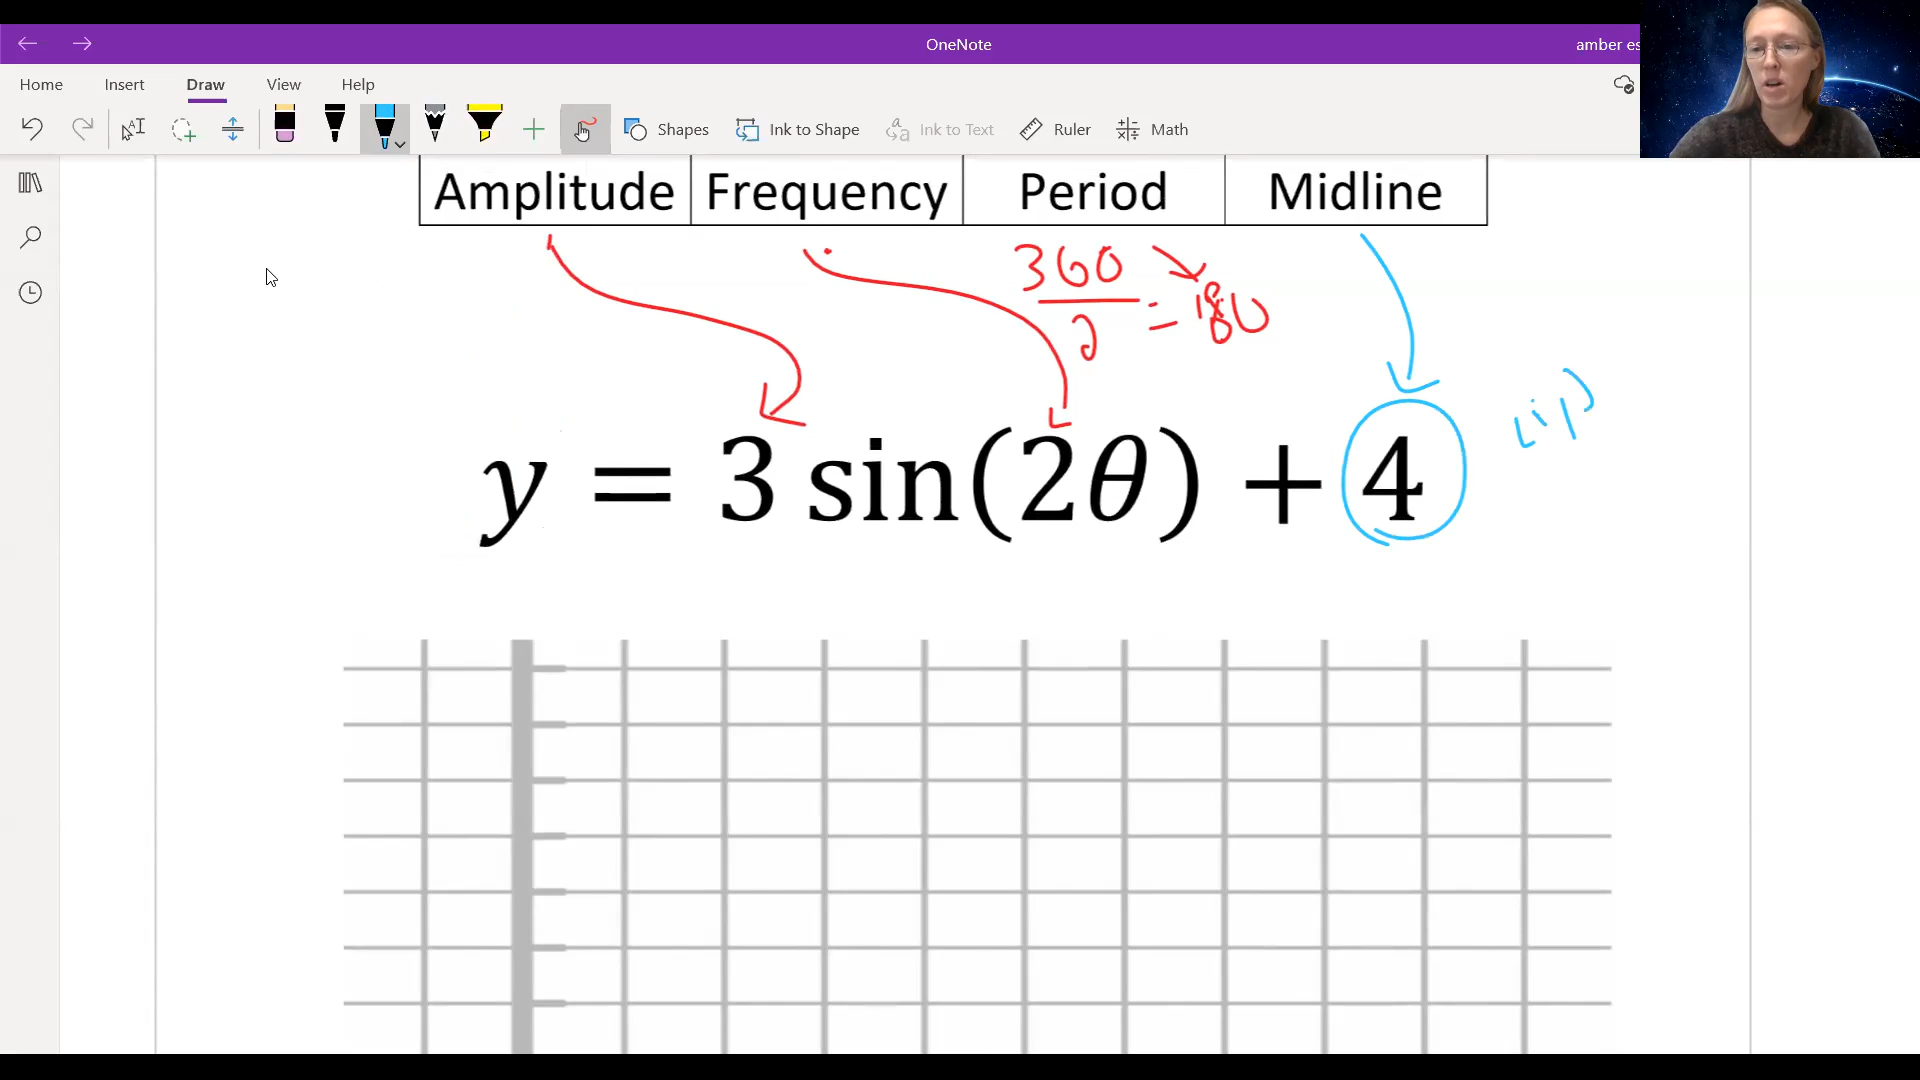 OneNote
amber es
Home Insert Draw View Help
Shapes Ink to Shape Ink to Text Ruler Math
Amplitude Frequency Period Midline
360
2 = 180
y = 3 sin(2θ) + 4
up